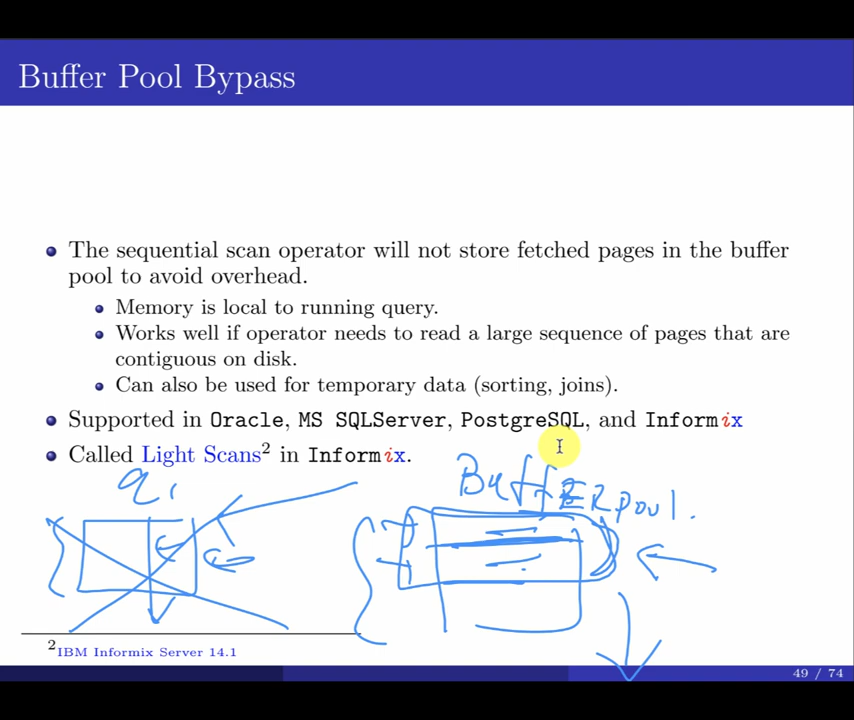 Buffer Pool Bypass
The sequential scan operator will not store fetched pages in the buffer
pool to avoid overhead.
Memory is local to running query.
Works well if operator needs to read a large sequence of pages that are
contiguous on disk.
Can also be used for temporary data (sorting, joins).
Supported in Oracle, MS SQLServer, PostgreSQL, and Informix
Called Light Scans2 in Informix.
q1
BuffERpool.
2IBM Informix Server 14.1
49 / 74